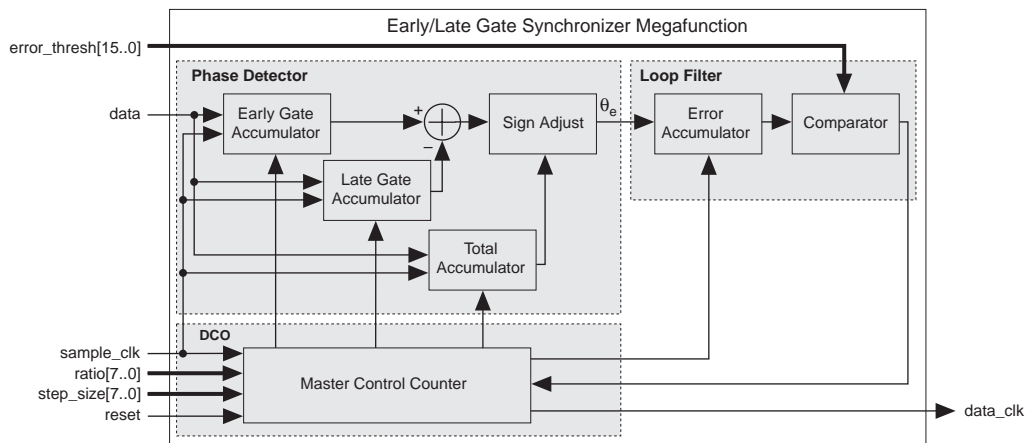 Early/Late Gate Synchronizer Megafunction
error_thresh[15..0]
Phase Detector
Loop Filter
data
Early Gate
Accumulator
+
−
Sign Adjust
θe
Error
Accumulator
Comparator
Late Gate
Accumulator
Total
Accumulator
DCO
sample_clk
ratio[7..0]
step_size[7..0]
reset
Master Control Counter
data_clk